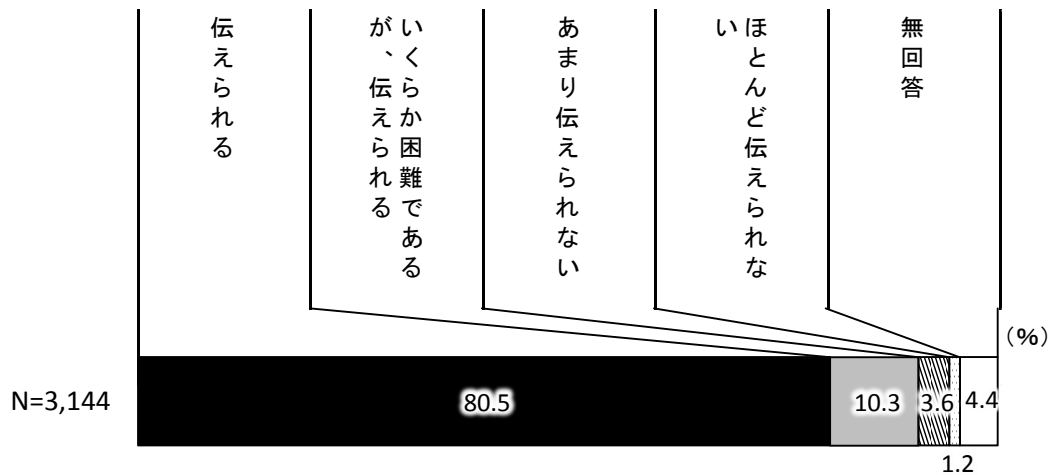 伝えられる
いくらか困難である
が、伝えられる
あまり伝えられない
ほとんど伝えられな
い
無回答
（%）
N=3,144
80.5
10.3
3.6
4.4
1.2